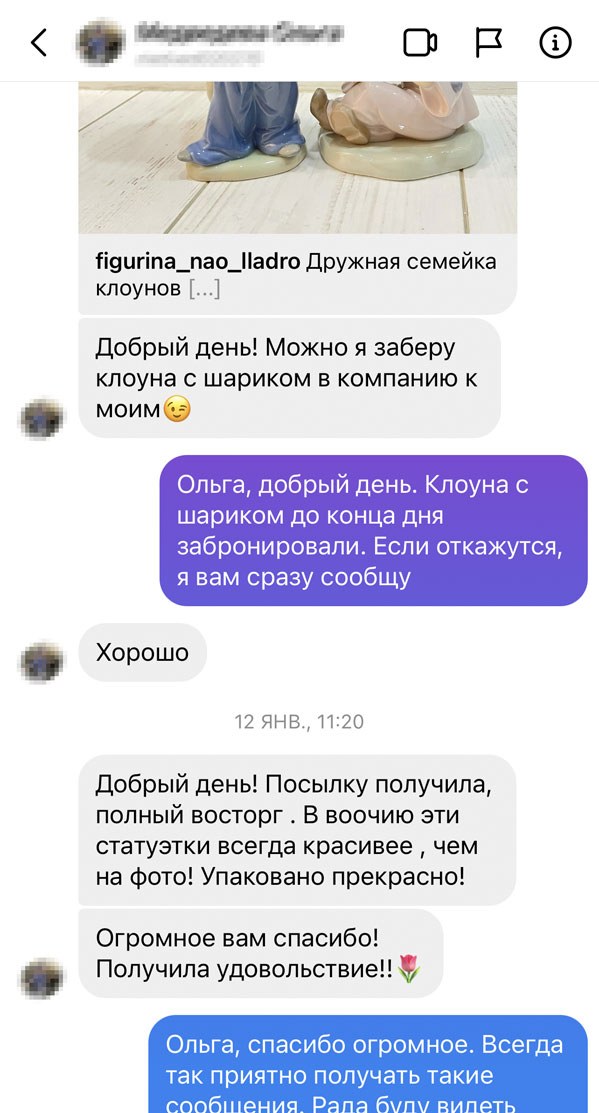 figurina_nao_lladro Дружная семейка
клоунов [...]
Добрый день! Можно я заберу
клоуна с шариком в компанию к
моим😉
Ольга, добрый день. Клоуна с
шариком до конца дня
забронировали. Если откажутся,
я вам сразу сообщу
Хорошо
12 ЯНВ., 11:20
Добрый день! Посылку получила,
полный восторг . В воочию эти
статуэтки всегда красивее , чем
на фото! Упаковано прекрасно!
Огромное вам спасибо!
Получила удовольствие!!🌷
Ольга, спасибо огромное. Всегда
так приятно получать такие
сообщения. Рада буду видеть